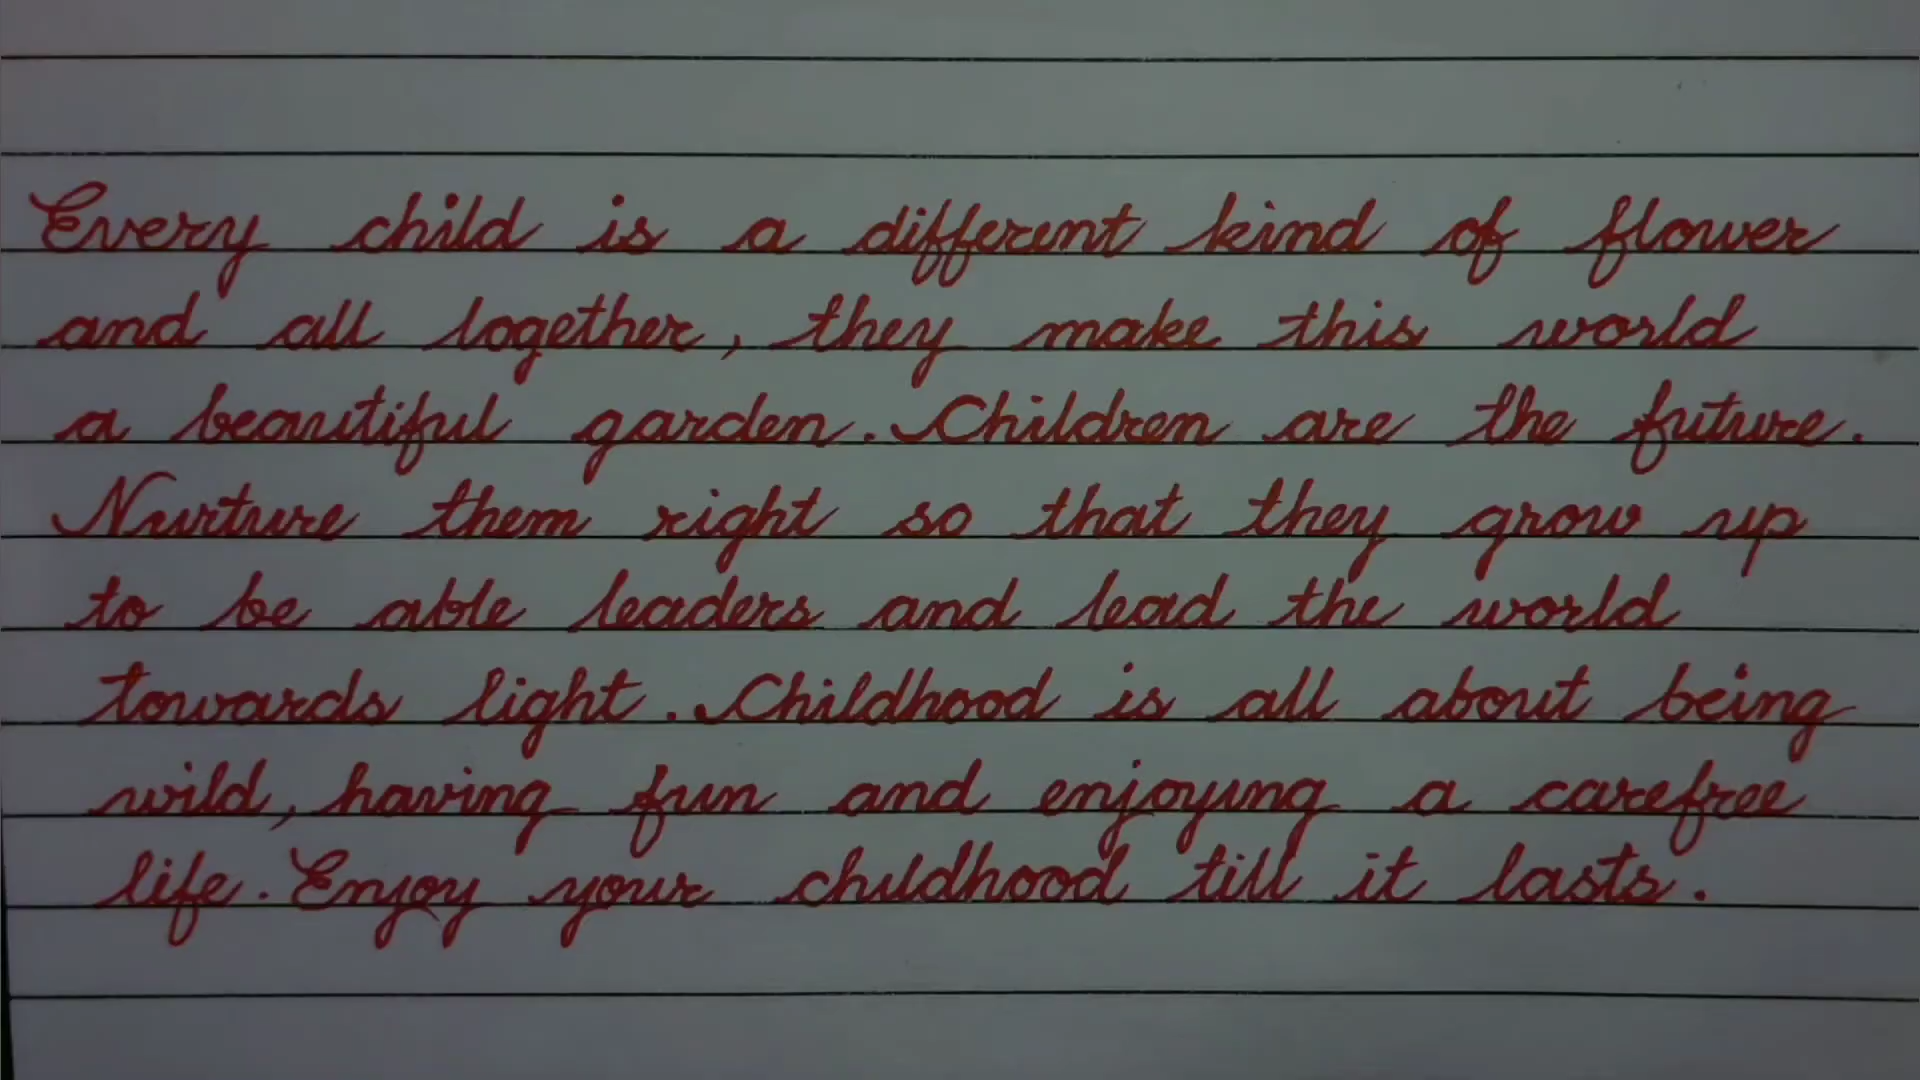 Every child is a different kind of flower
and all together, they make this world
a beautiful garden. Children are the future.
Nurture them right so that they grow up
to be able leaders and lead the world
towards light. Childhood is all about being
wild, having fun and enjoying a carefree
life. Enjoy your childhood till it lasts.